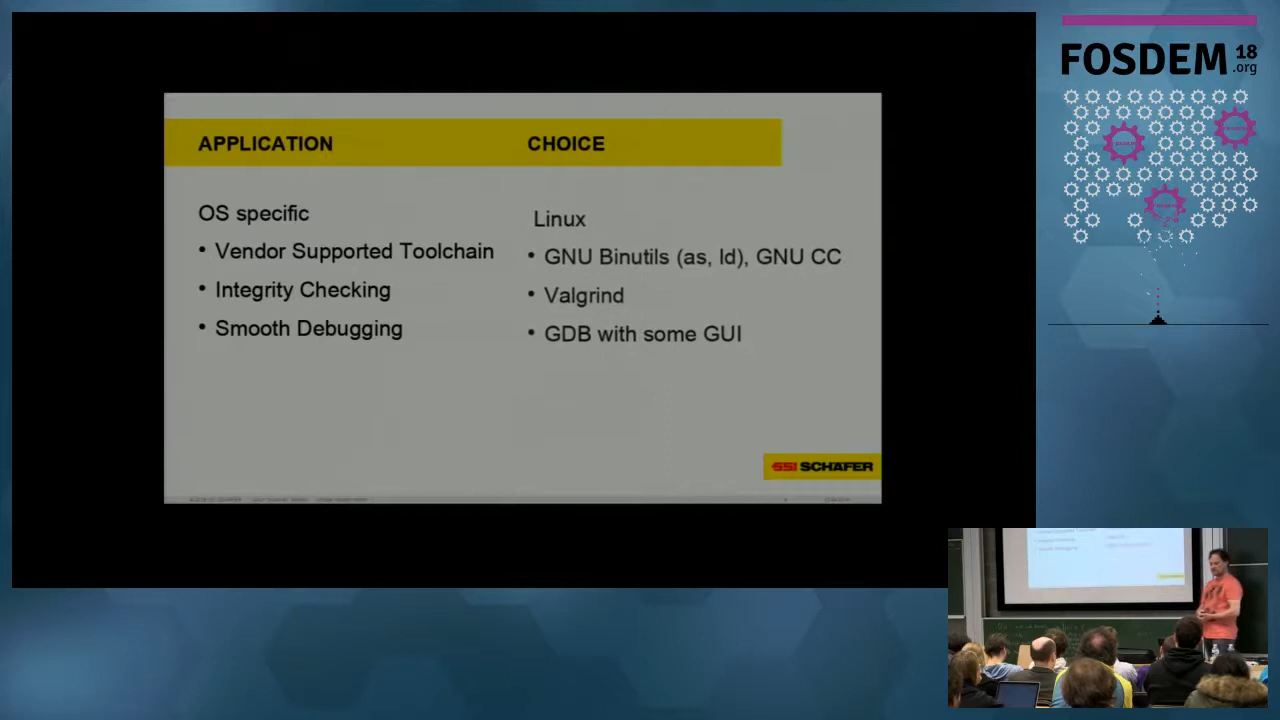 FOSDEM 18
.org
APPLICATION CHOICE
OS specific
• Vendor Supported Toolchain
• Integrity Checking
• Smooth Debugging
Linux
• GNU Binutils (as, ld), GNU CC
• Valgrind
• GDB with some GUI
SSI SCHÄFER